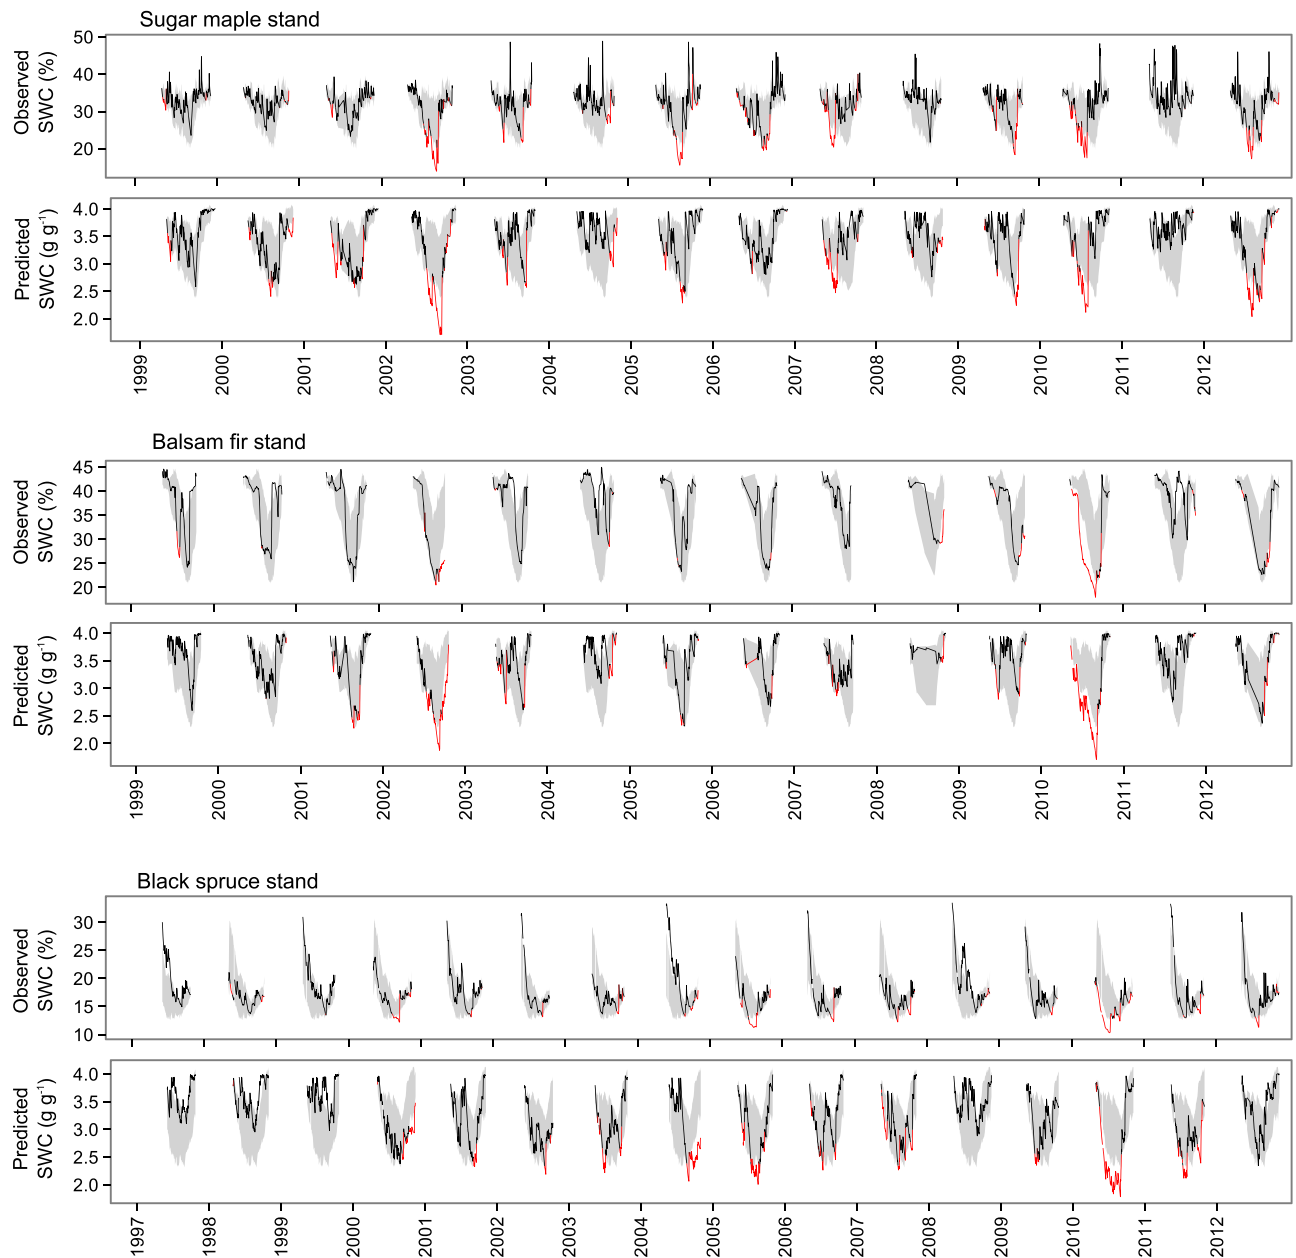 Sugar maple stand
Observed
SWC (%)
50
40
30
20
Predicted
SWC (g g⁻¹)
4.0
3.5
3.0
2.5
2.0
1999 2000 2001 2002 2003 2004 2005 2006 2007 2008 2009 2010 2011 2012
Balsam fir stand
Observed
SWC (%)
45
40
35
30
25
20
Predicted
SWC (g g⁻¹)
4.0
3.5
3.0
2.5
2.0
1999 2000 2001 2002 2003 2004 2005 2006 2007 2008 2009 2010 2011 2012
Black spruce stand
Observed
SWC (%)
30
25
20
15
10
Predicted
SWC (g g⁻¹)
4.0
3.5
3.0
2.5
2.0
1997 1998 1999 2000 2001 2002 2003 2004 2005 2006 2007 2008 2009 2010 2011 2012